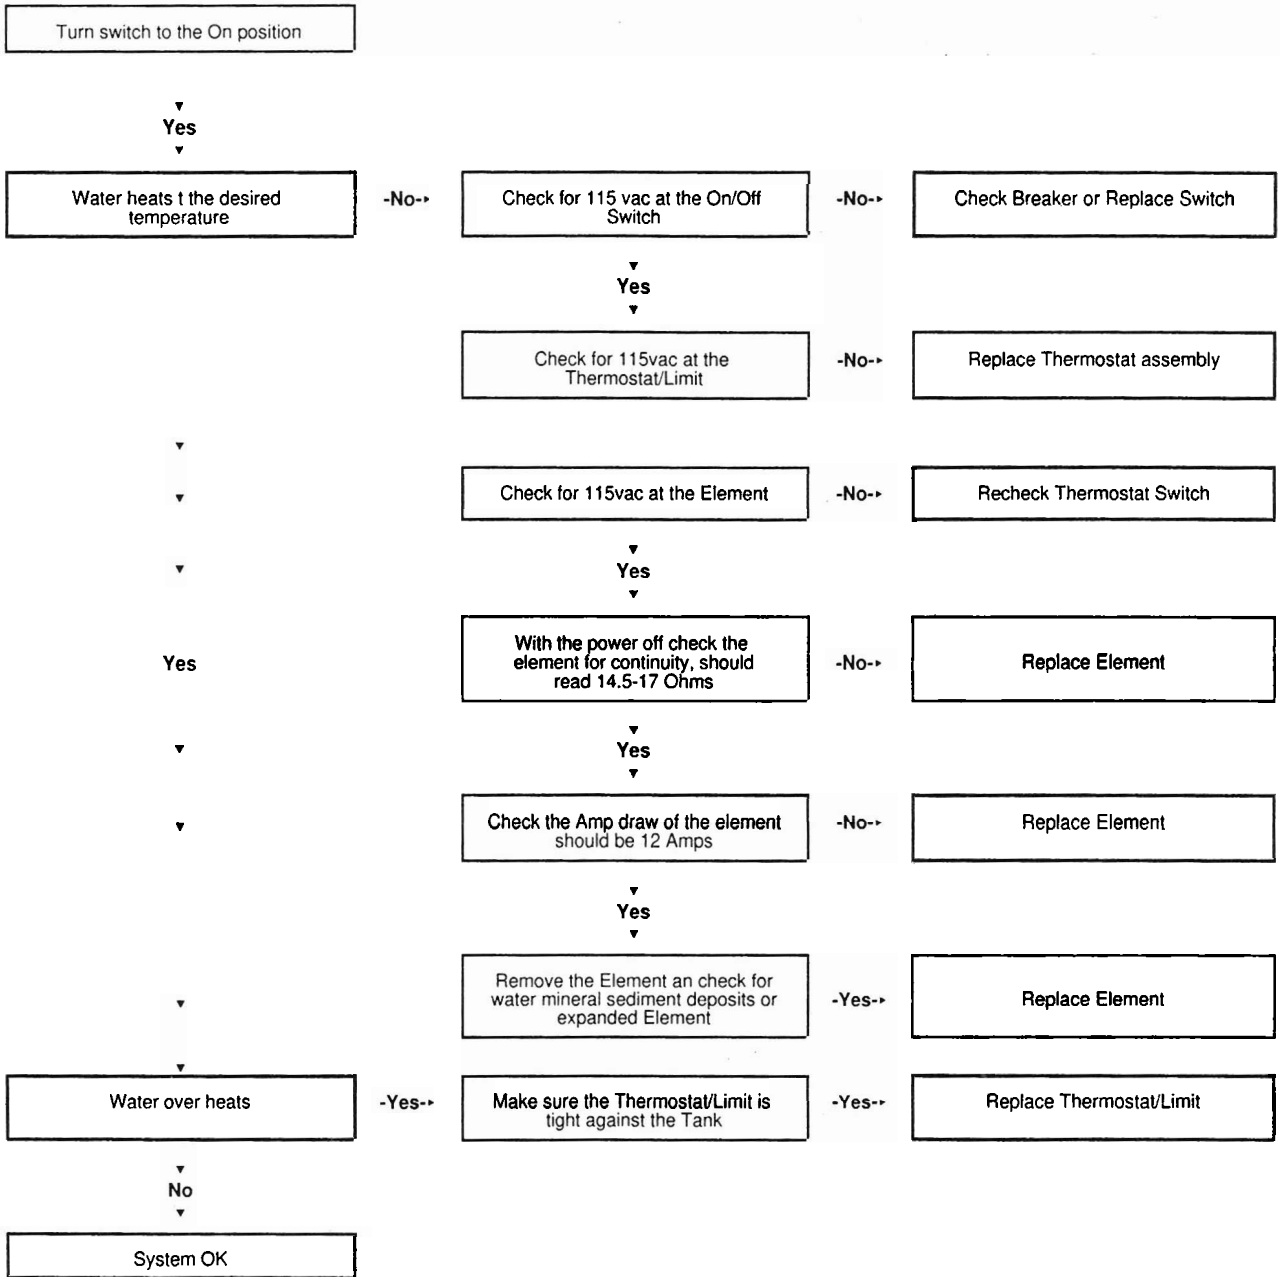 Turn switch to the On position
Yes
Water heats t the desired
temperature
-No-
Check for 115 vac at the On/Off
Switch
-No-
Check Breaker or Replace Switch
Yes
Check for 115vac at the
Thermostat/Limit
-No-
Replace Thermostat assembly
Check for 115vac at the Element
-No-
Recheck Thermostat Switch
Yes
Yes
With the power off check the
element for continuity, should
read 14.5-17 Ohms
-No-
Replace Element
Yes
Check the Amp draw of the element
should be 12 Amps
-No-
Replace Element
Yes
Remove the Element an check for
water mineral sediment deposits or
expanded Element
-Yes-
Replace Element
Water over heats
-Yes-
Make sure the Thermostat/Limit is
tight against the Tank
-Yes-
Replace Thermostat/Limit
No
System OK